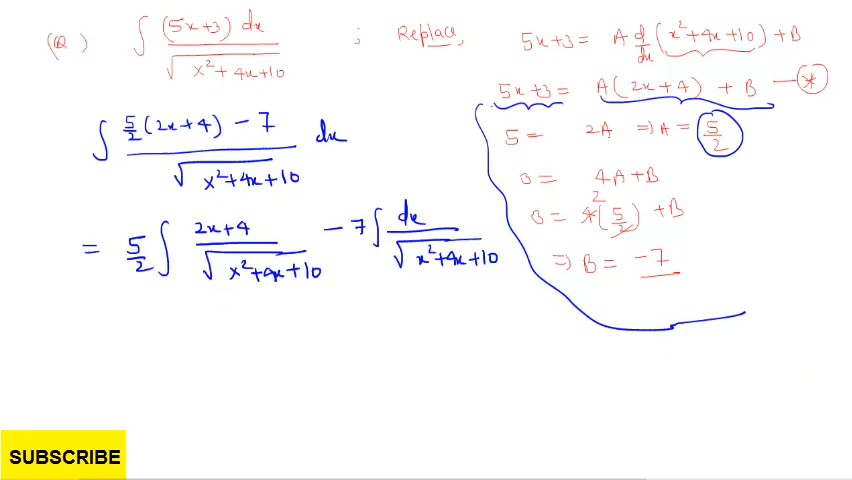 (Q) ∫ (5x+3) dx / √(x²+4x+10) ; Replace, 5x+3 = A d/dx (x²+4x+10) + B
5x+3 = A(2x+4) + B — (*)
∫ (5/2 (2x+4) − 7) / √(x²+4x+10) dx
5 = 2A ⇒ A = 5/2
3 = 4A + B
3 = 4 2 (5/2) + B
= 5/2 ∫ (2x+4) / √(x²+4x+10) − 7 ∫ dx / √(x²+4x+10)
⇒ B = −7
SUBSCRIBE